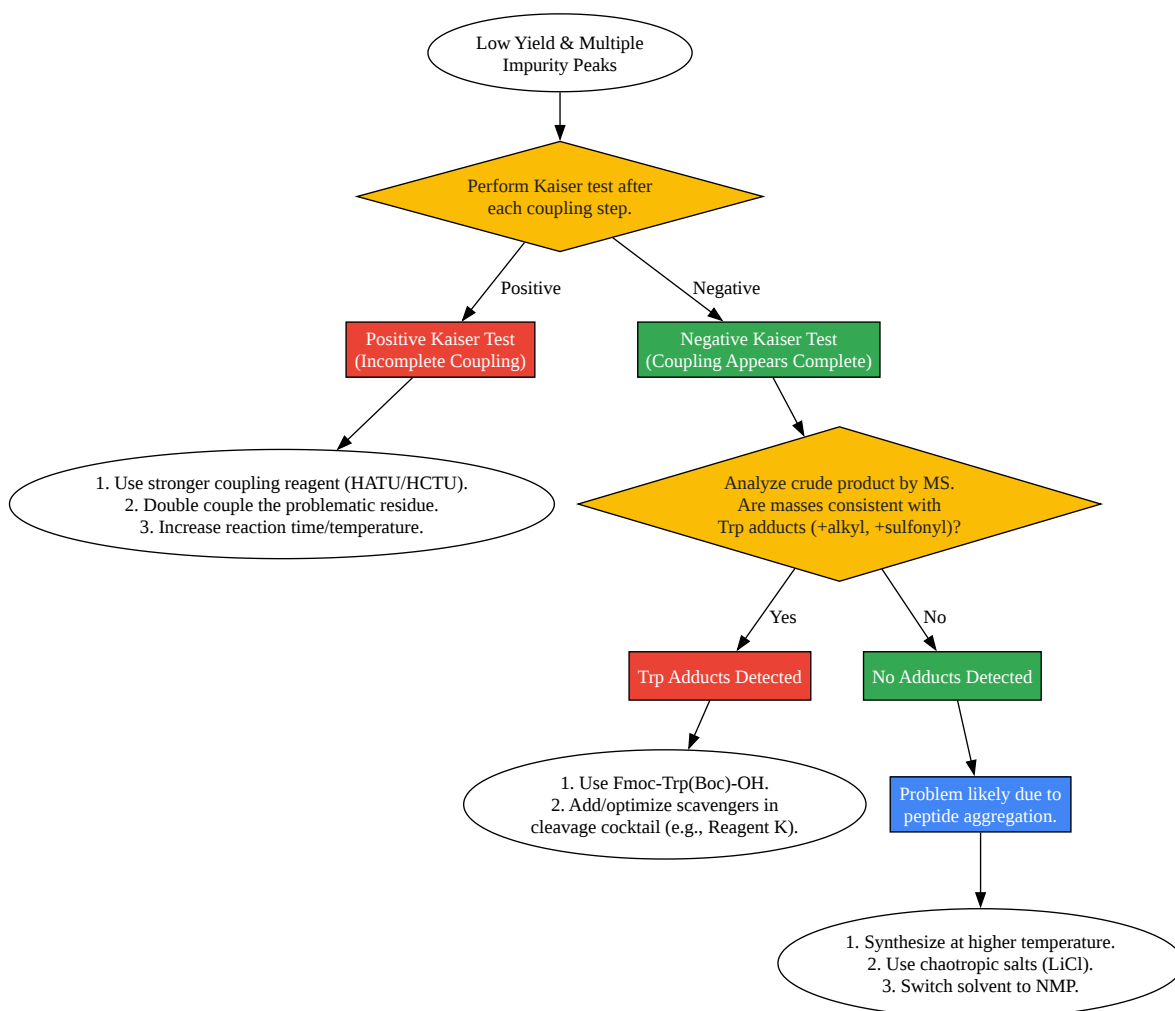 Low Yield & Multiple
Impurity Peaks
Perform Kaiser test after
each coupling step.
Positive
Negative
Positive Kaiser Test
(Incomplete Coupling)
Negative Kaiser Test
(Coupling Appears Complete)
1. Use stronger coupling reagent (HATU/HCTU).
2. Double couple the problematic residue.
3. Increase reaction time/temperature.
Analyze crude product by MS.
Are masses consistent with
Trp adducts (+alkyl, +sulfonyl)?
Yes
No
Trp Adducts Detected
No Adducts Detected
1. Use Fmoc-Trp(Boc)-OH.
2. Add/optimize scavengers in
cleavage cocktail (e.g., Reagent K).
Problem likely due to
peptide aggregation.
1. Synthesize at higher temperature.
2. Use chaotropic salts (LiCl).
3. Switch solvent to NMP.